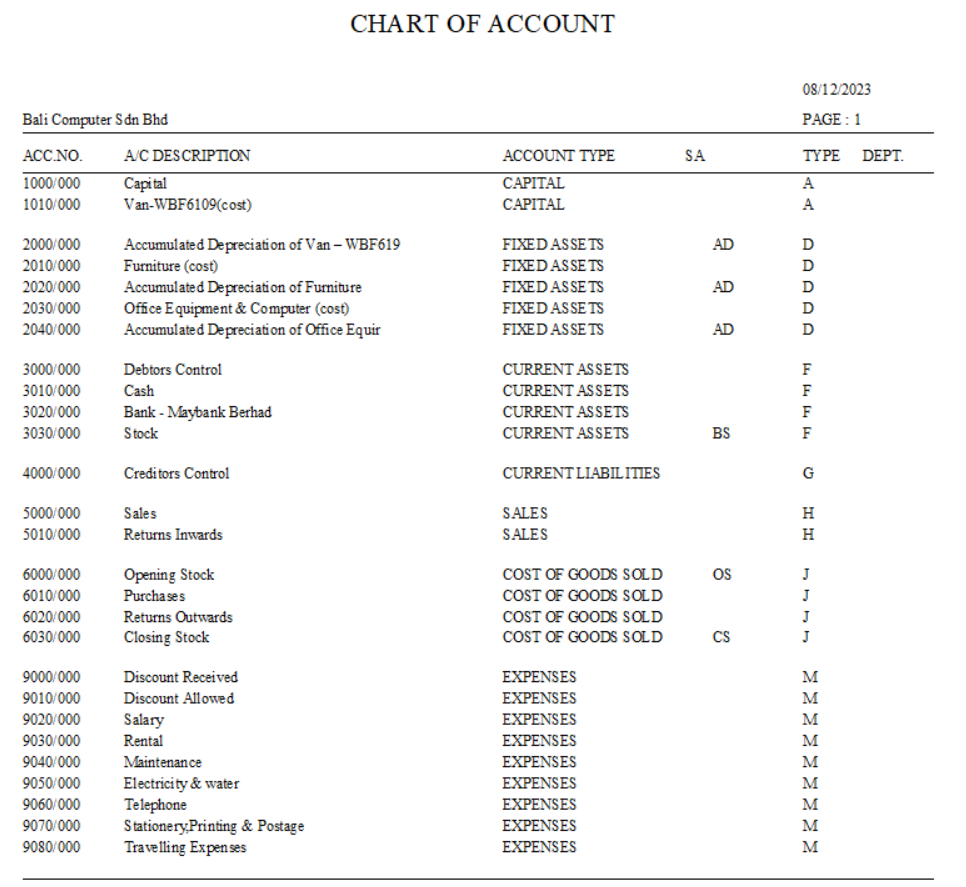 CHART OF ACCOUNT
08/12/2023
Bali Computer Sdn Bhd PAGE : 1
ACC.NO. A/C DESCRIPTION ACCOUNT TYPE SA TYPE DEPT.
1000/000 Capital CAPITAL A
1010/000 Van-WBF6109(cost) CAPITAL A
2000/000 Accumulated Depreciation of Van – WBF619 FIXED ASSETS AD D
2010/000 Furniture (cost) FIXED ASSETS D
2020/000 Accumulated Depreciation of Furniture FIXED ASSETS AD D
2030/000 Office Equipment & Computer (cost) FIXED ASSETS D
2040/000 Accumulated Depreciation of Office Equir FIXED ASSETS AD D
3000/000 Debtors Control CURRENT ASSETS F
3010/000 Cash CURRENT ASSETS F
3020/000 Bank - Maybank Berhad CURRENT ASSETS F
3030/000 Stock CURRENT ASSETS BS F
4000/000 Creditors Control CURRENT LIABILITIES G
5000/000 Sales SALES H
5010/000 Returns Inwards SALES H
6000/000 Opening Stock COST OF GOODS SOLD OS J
6010/000 Purchases COST OF GOODS SOLD J
6020/000 Returns Outwards COST OF GOODS SOLD J
6030/000 Closing Stock COST OF GOODS SOLD CS J
9000/000 Discount Received EXPENSES M
9010/000 Discount Allowed EXPENSES M
9020/000 Salary EXPENSES M
9030/000 Rental EXPENSES M
9040/000 Maintenance EXPENSES M
9050/000 Electricity & water EXPENSES M
9060/000 Telephone EXPENSES M
9070/000 Stationery,Printing & Postage EXPENSES M
9080/000 Travelling Expenses EXPENSES M